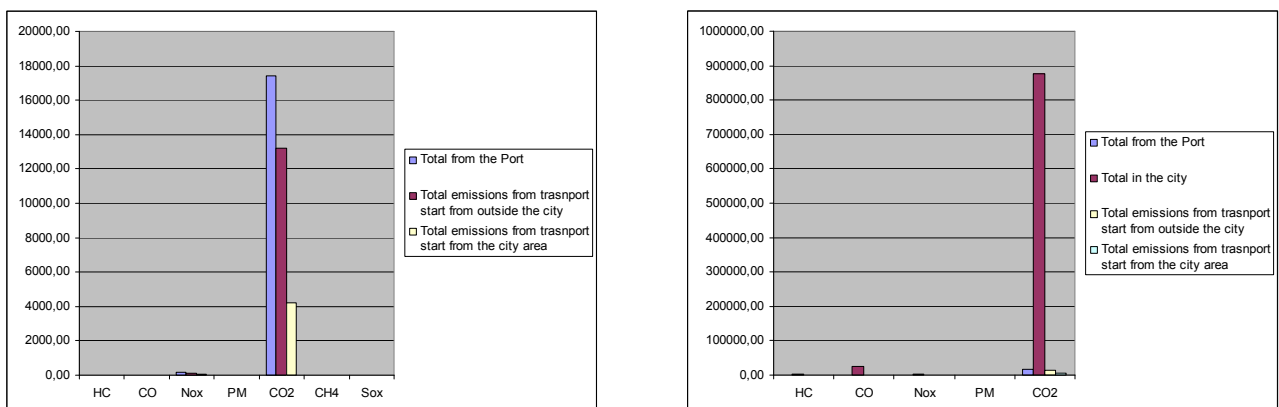 20000,00
18000,00
16000,00
14000,00
12000,00
10000,00
8000,00
6000,00
4000,00
2000,00
0,00
HC CO Nox PM CO2 CH4 Sox
Total from the Port
Total emissions from trasnport
start from outside the city
Total emissions from trasnport
start from the city area
1000000,00
900000,00
800000,00
700000,00
600000,00
500000,00
400000,00
300000,00
200000,00
100000,00
0,00
HC CO Nox PM CO2
Total from the Port
Total in the city
Total emissions from trasnport
start from outside the city
Total emissions from trasnport
start from the city area